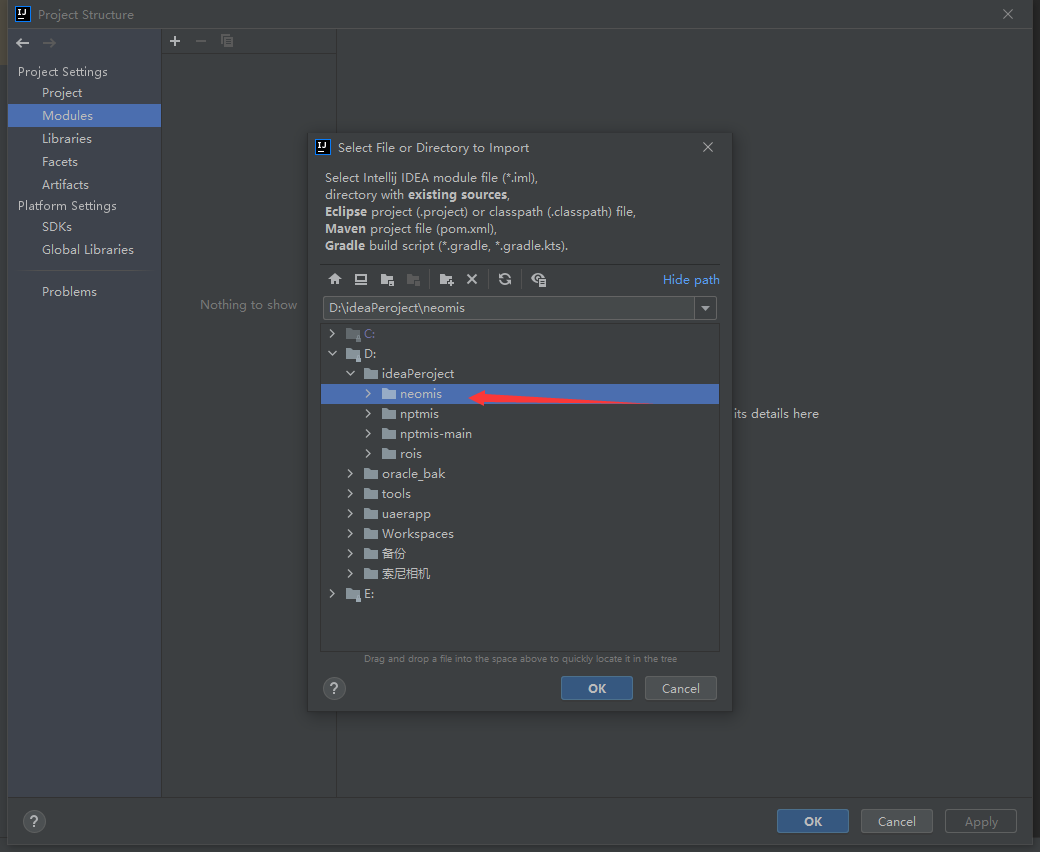 Project Structure
Project Settings
Project
Modules
Libraries
Facets
Artifacts
Platform Settings
SDKs
Global Libraries
Problems
Nothing to show
Select File or Directory to Import
Select Intellij IDEA module file (*.iml),
directory with existing sources,
Eclipse project (.project) or classpath (.classpath) file,
Maven project file (pom.xml),
Gradle build script (*.gradle, *.gradle.kts).
Hide path
D:\ideaPeroject\neomis
C:
D:
ideaPeroject
neomis
nptmis
nptmis-main
rois
oracle_bak
tools
uaerapp
Workspaces
备份
索尼相机
E:
Drag and drop a file into the space above to quickly locate it in the tree
? OK Cancel
its details here
? OK Cancel Apply